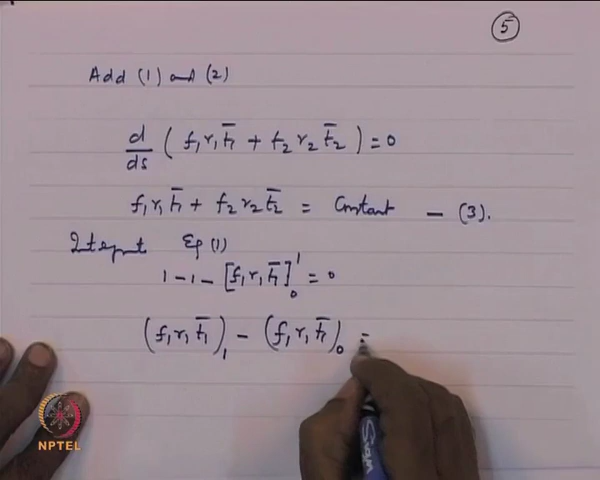 5
Add (1) and (2)
d/ds (f₁ r₁ t̅₁ + f₂ r₂ t̅₂) = 0
f₁ r₁ t̅₁ + f₂ r₂ t̅₂ = Constant — (3).
Integrate Eq (1)
1 - 1 - [f₁ r₁ t̅₁]₀¹ = 0
(f₁ r₁ t̅₁)₁ - (f₁ r₁ t̅₁)₀ =
NPTEL